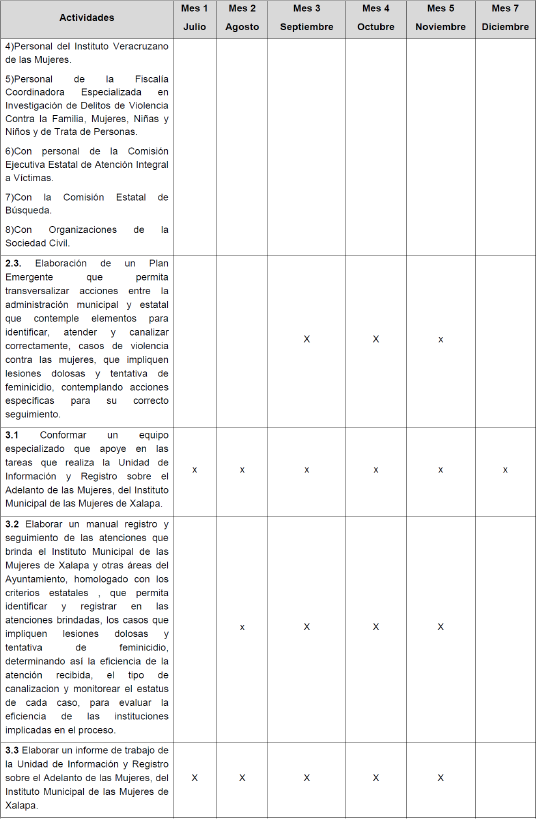 Actividades
Mes 1
Julio
Mes 2
Agosto
Mes 3
Septiembre
Mes 4
Octubre
Mes 5
Noviembre
Mes 7
Diciembre
4)Personal del Instituto Veracruzano
de las Mujeres.
5)Personal de la Fiscalía
Coordinadora Especializada en
Investigación de Delitos de Violencia
Contra la Familia, Mujeres, Niñas y
Niños y de Trata de Personas.
6)Con personal de la Comisión
Ejecutiva Estatal de Atención Integral
a Víctimas.
7)Con la Comisión Estatal de
Búsqueda.
8)Con Organizaciones de la
Sociedad Civil.
2.3. Elaboración de un Plan
Emergente que permita
transversalizar acciones entre la
administración municipal y estatal
que contemple elementos para
identificar, atender y canalizar
correctamente, casos de violencia
contra las mujeres, que impliquen
lesiones dolosas y tentativa de
feminicidio, contemplando acciones
específicas para su correcto
seguimiento.
X X x
3.1 Conformar un equipo
especializado que apoye en las
tareas que realiza la Unidad de
Información y Registro sobre el
Adelanto de las Mujeres, del Instituto
Municipal de las Mujeres de Xalapa.
x x x x x x
3.2 Elaborar un manual registro y
seguimiento de las atenciones que
brinda el Instituto Municipal de las
Mujeres de Xalapa y otras áreas del
Ayuntamiento, homologado con los
criterios estatales , que permita
identificar y registrar en las
atenciones brindadas, los casos que
impliquen lesiones dolosas y
tentativa de feminicidio,
determinando así la eficiencia de la
atención recibida, el tipo de
canalizacion y monitorear el estatus
de cada caso, para evaluar la
eficiencia de las instituciones
implicadas en el proceso.
x X X X
3.3 Elaborar un informe de trabajo de
la Unidad de Información y Registro
sobre el Adelanto de las Mujeres, del
Instituto Municipal de las Mujeres de
Xalapa.
X X X X X